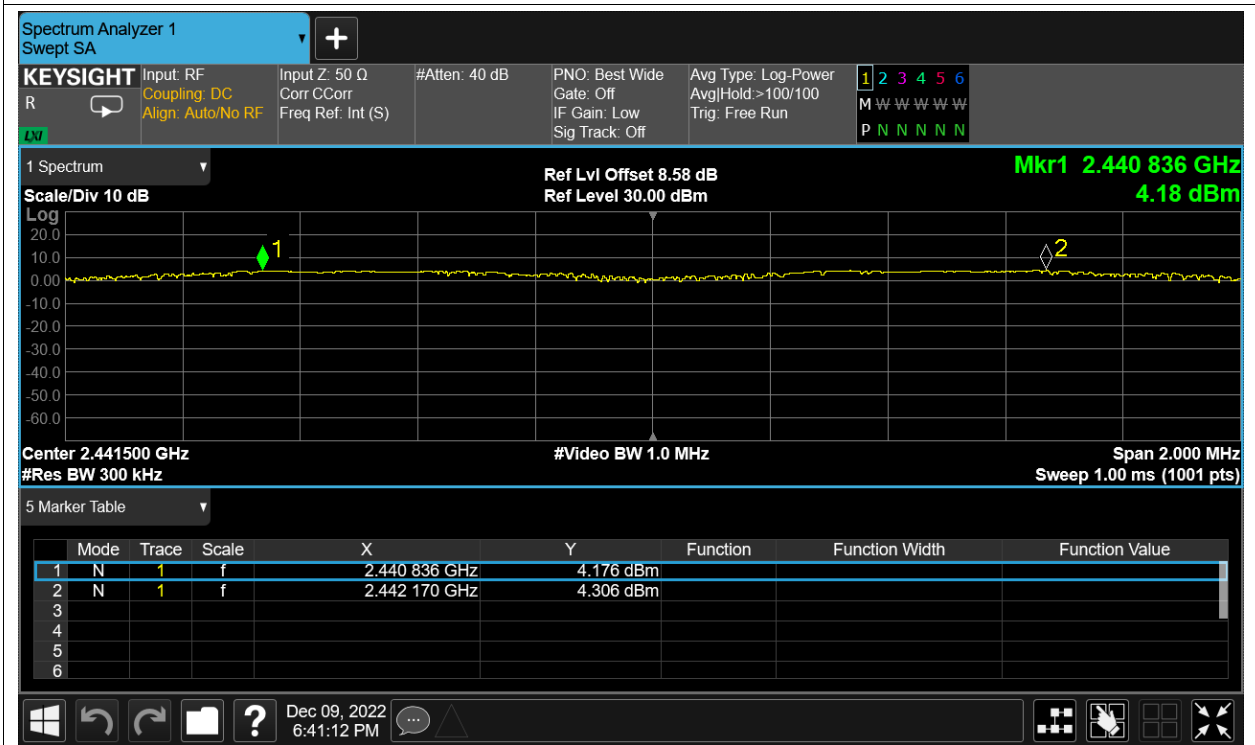 Spectrum Analyzer 1
Swept SA
+
KEYSIGHT
R
LXI
Input: RF
Coupling: DC
Align: Auto/No RF
Input Z: 50 Ω
Corr CCorr
Freq Ref: Int (S)
#Atten: 40 dB
PNO: Best Wide
Gate: Off
IF Gain: Low
Sig Track: Off
Avg Type: Log-Power
Avg|Hold:>100/100
Trig: Free Run
1 2 3 4 5 6
M W W W W W
P N N N N N
1 Spectrum
Scale/Div 10 dB
Ref Lvl Offset 8.58 dB
Ref Level 30.00 dBm
Mkr1 2.440 836 GHz
4.18 dBm
Log
20.0
10.0
0.00
-10.0
-20.0
-30.0
-40.0
-50.0
-60.0
1
2
Center 2.441500 GHz
#Res BW 300 kHz
#Video BW 1.0 MHz
Span 2.000 MHz
Sweep 1.00 ms (1001 pts)
5 Marker Table
Mode Trace Scale X Y Function Function Width Function Value
1 N 1 f 2.440 836 GHz 4.176 dBm
2 N 1 f 2.442 170 GHz 4.306 dBm
3
4
5
6
?
Dec 09, 2022
6:41:12 PM